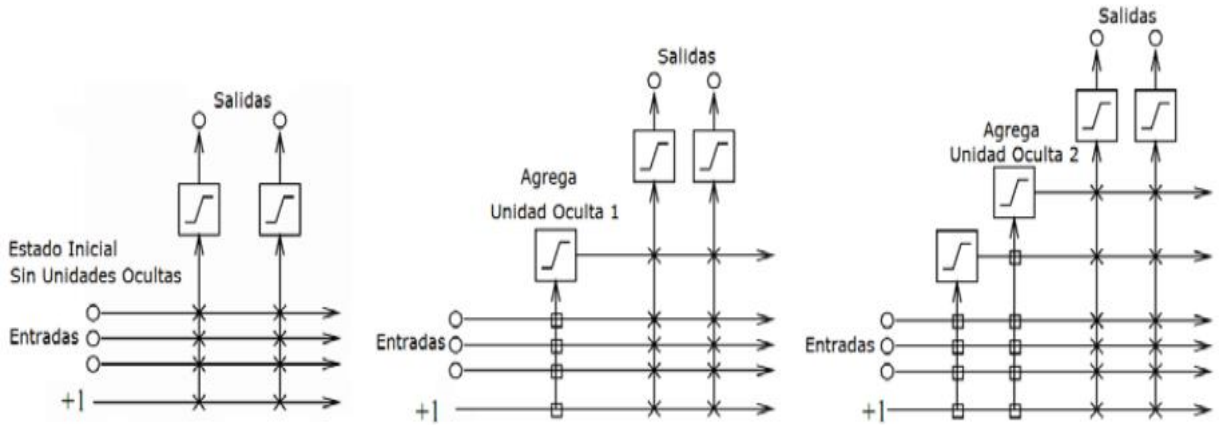 Salidas
Estado Inicial
Sin Unidades Ocultas
Entradas
+1
Salidas
Agrega
Unidad Oculta 1
Entradas
+1
Salidas
Agrega
Unidad Oculta 2
Entradas
+1